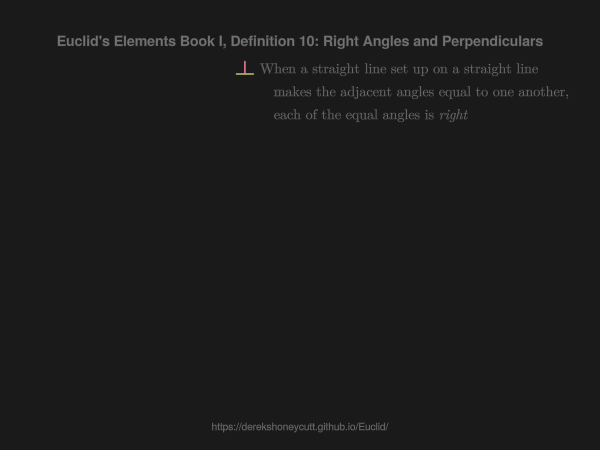 Euclid's Elements Book I, Definition 10: Right Angles and Perpendiculars
When a straight line set up on a straight line
makes the adjacent angles equal to one another,
each of the equal angles is right
https://derekshoneycutt.github.io/Euclid/